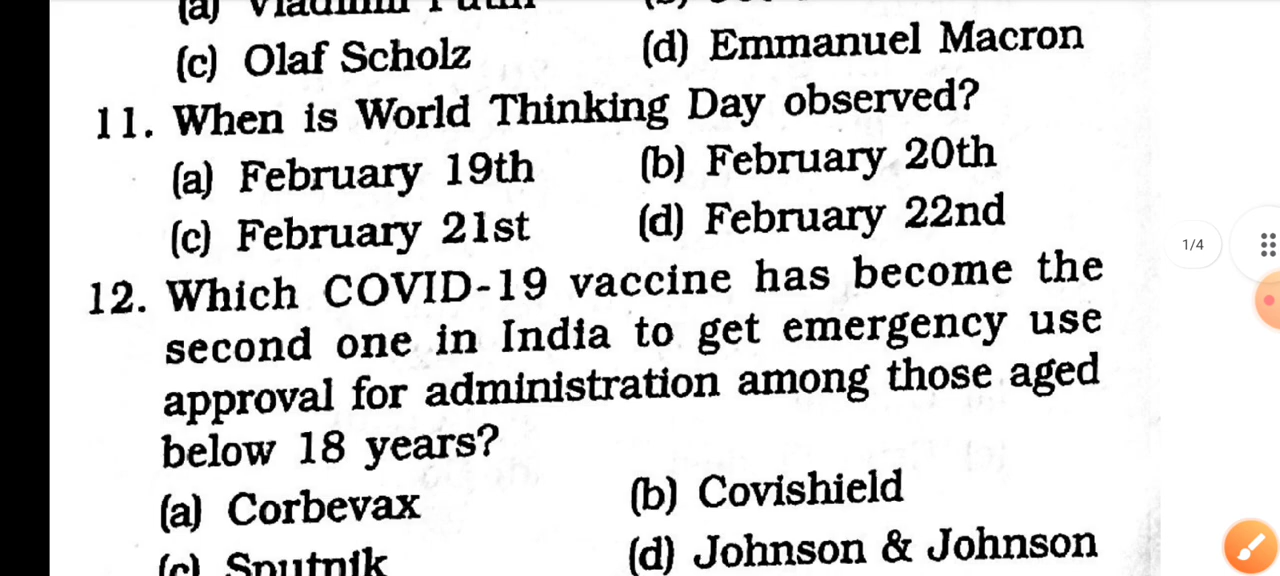 (a)
(c) Olaf Scholz (d) Emmanuel Macron
11. When is World Thinking Day observed?
(a) February 19th (b) February 20th
(c) February 21st (d) February 22nd
12. Which COVID-19 vaccine has become the
second one in India to get emergency use
approval for administration among those aged
below 18 years?
(a) Corbevax (b) Covishield
(c) Sputnik (d) Johnson & Johnson
1/4